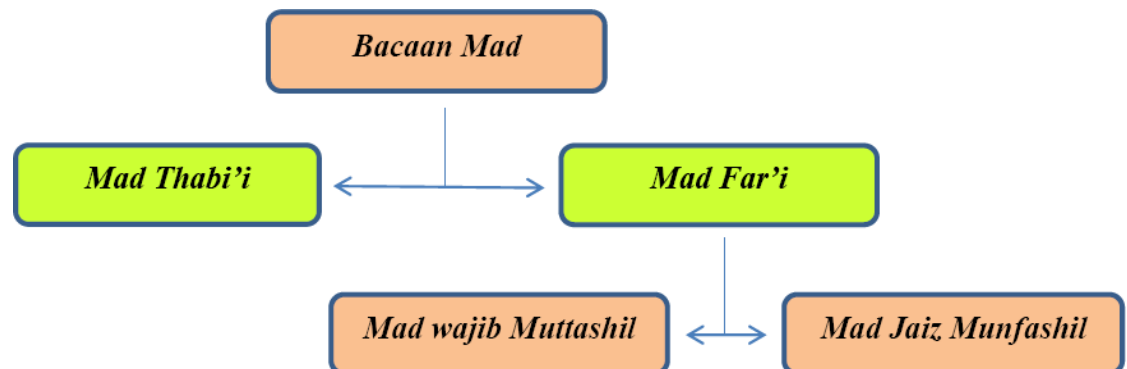 Bacaan Mad
Mad Thabi’i
Mad Far’i
Mad wajib Muttashil
Mad Jaiz Munfashil